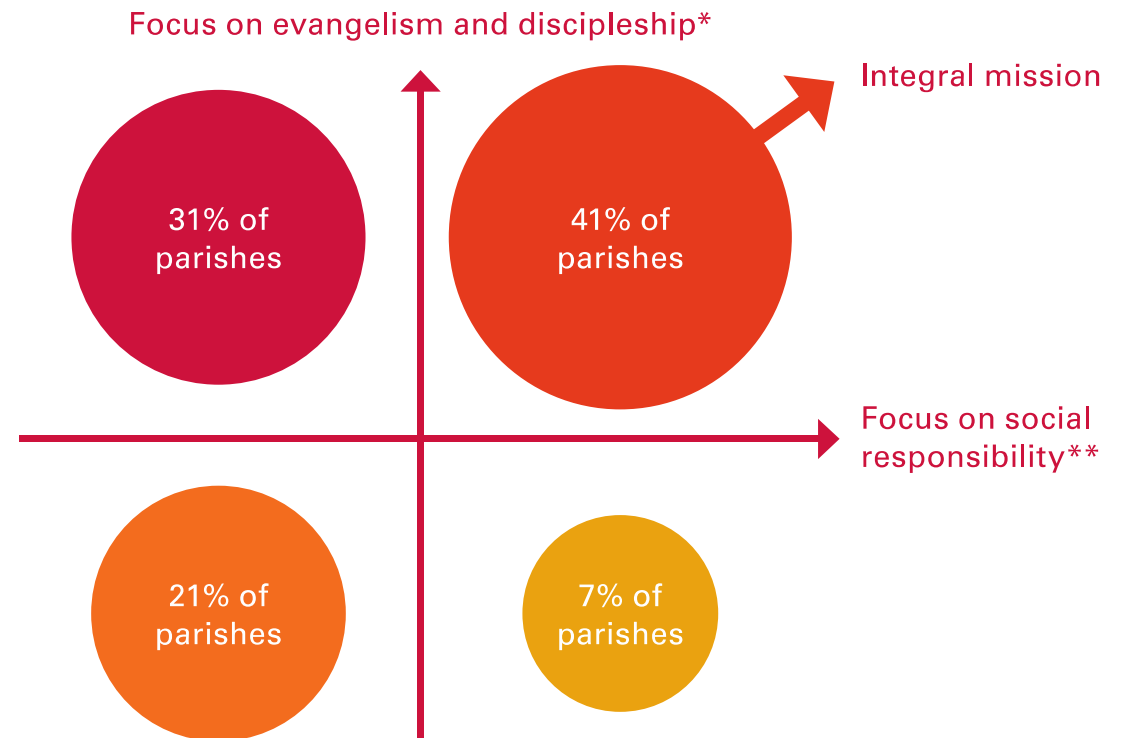 Focus on evangelism and discipleship*
Integral mission
31% of
parishes
41% of
parishes
Focus on social
responsibility**
21% of
parishes
7% of
parishes